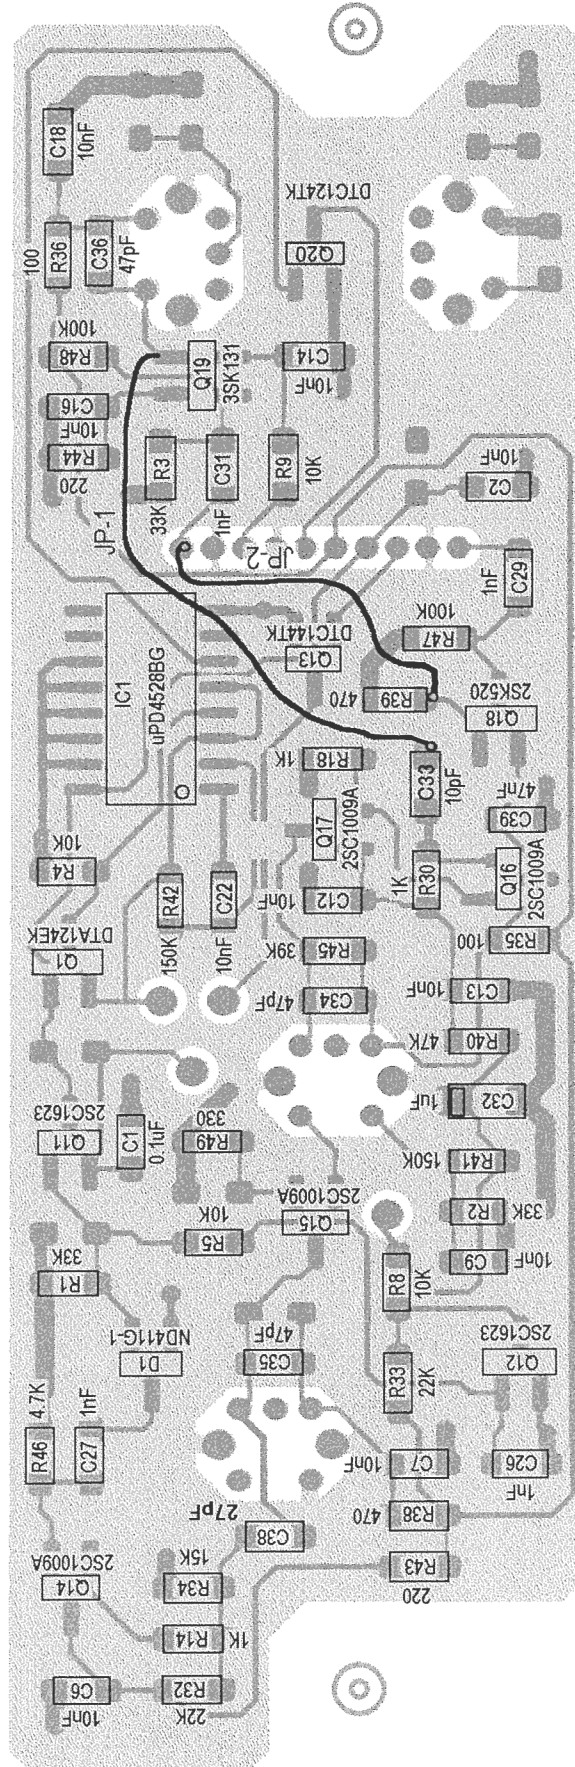 C18
10nF
100
R36
C36
47pF
DTC124TK
Q20
100K
R48
Q19
3SK131
C14
10nF
C16
10nF
R44
220
JP-1
R3
33K
C31
1nF
R9
10K
10nF
C2
JP-2
1nF
C29
IC1
uPD4528BG
DTC144TK
Q13
100K
R47
470
R39
2SK520
Q18
1K
R18
C33
10pF
47nF
C39
Q17
2SC1009A
10K
R4
R42
150K
C22
10nF
10nF
C12
1K
R30
Q16
2SC1009A
DTA124EK
Q1
39K
R45
100
R35
47pF
C34
10nF
C13
47K
R40
2SC1623
Q11
C1
0.1uF
330
R49
1uF
C32
150K
R41
2SC1009A
Q15
R2
33K
10K
R5
C9
10nF
33K
R1
R8
10K
ND411G-1
D1
47pF
C35
2SC1623
Q12
R33
22K
4.7K
R46
1nF
C27
10nF
C7
C26
1nF
27pF
C38
470
R38
2SC1009A
Q14
15K
R34
R43
220
R14
1K
C6
10nF
R32
22K